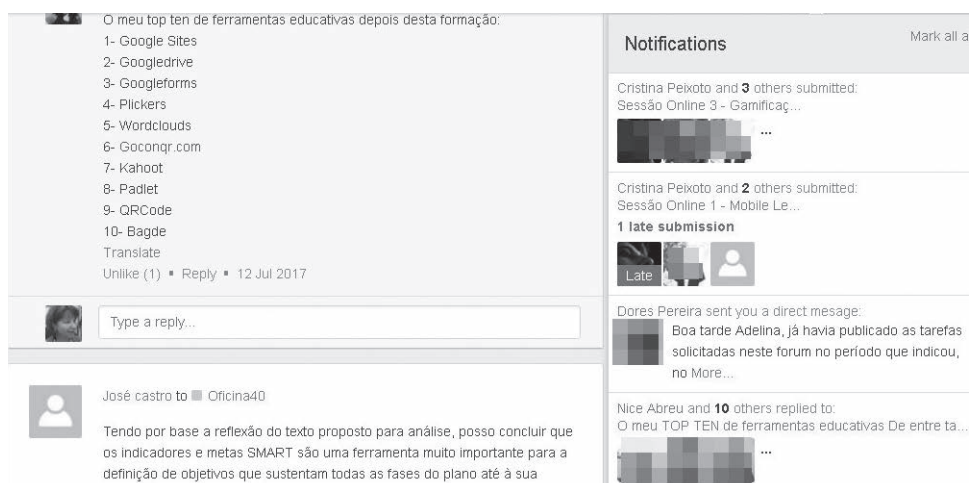 O meu top ten de ferramentas educativas depois desta formação:
1- Google Sites
2- Googledrive
3- Googleforms
4- Plickers
5- Wordclouds
6- Goconqr.com
7- Kahoot
8- Padlet
9- QRCode
10- Bagde
Translate
Unlike (1) ▪ Reply ▪ 12 Jul 2017
Type a reply...
José castro to Oficina40
Tendo por base a reflexão do texto proposto para análise, posso concluir que
os indicadores e metas SMART são uma ferramenta muito importante para a
definição de objetivos que sustentam todas as fases do plano até à sua
Notifications
Mark all a
Cristina Peixoto and 3 others submitted:
Sessão Online 3 - Gamificaç...
...
Cristina Peixoto and 2 others submitted:
Sessão Online 1 - Mobile Le...
1 late submission
Late
Dores Pereira sent you a direct mesage:
Boa tarde Adelina, já havia publicado as tarefas
solicitadas neste forum no período que indicou,
no More...
Nice Abreu and 10 others replied to:
O meu TOP TEN de ferramentas educativas De entre ta...
...